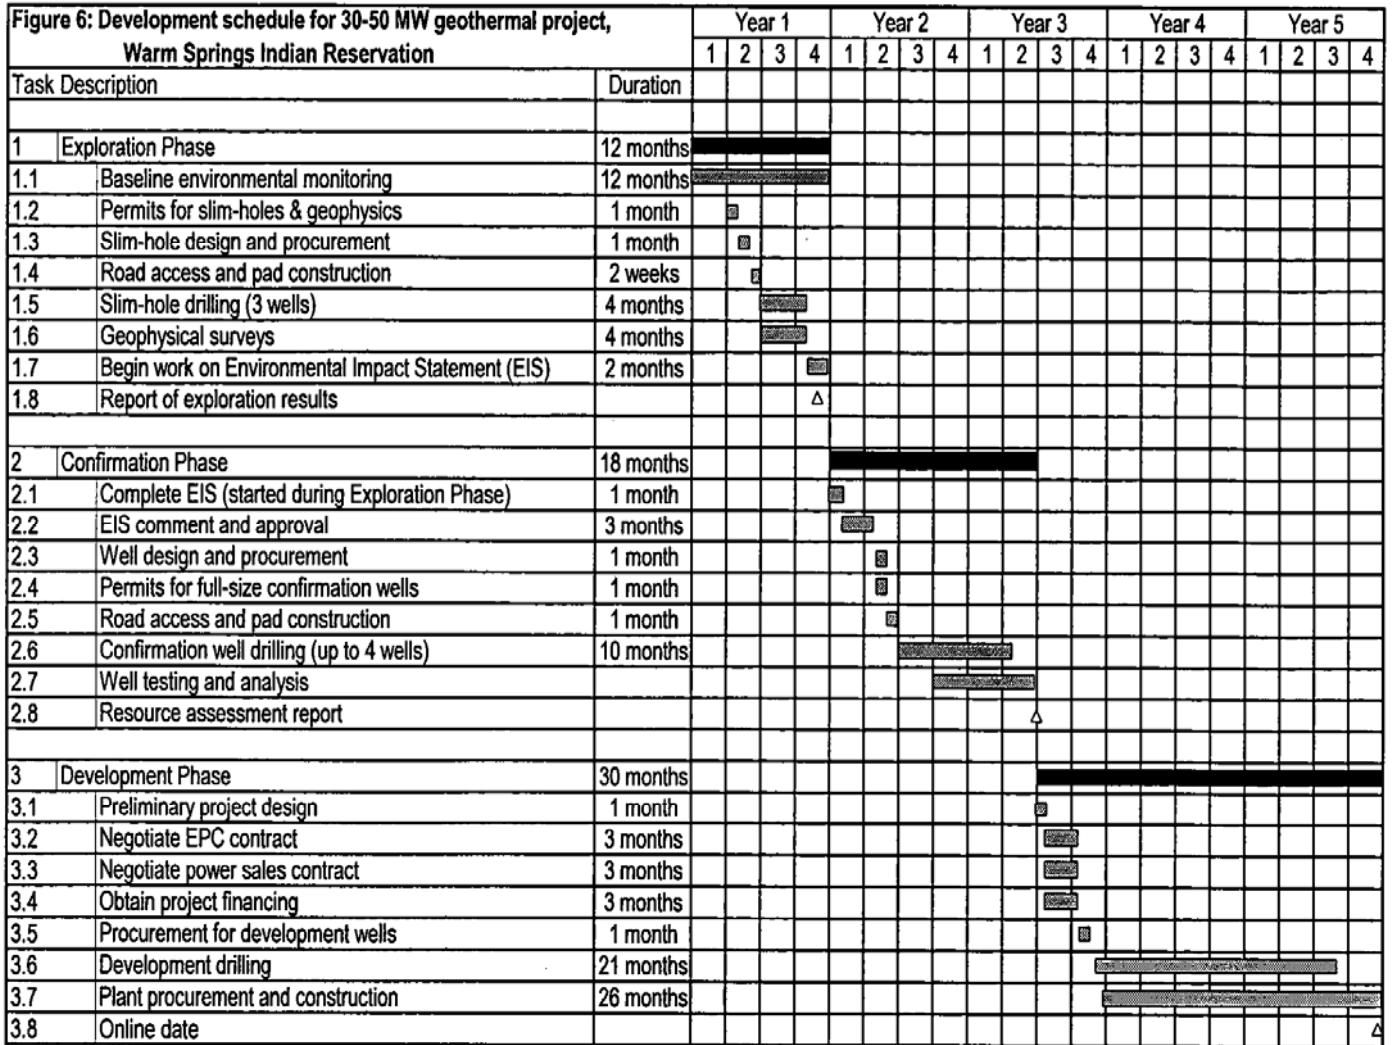 Figure 6: Development schedule for 30-50 MW geothermal project,
Warm Springs Indian Reservation
Year 1 Year 2 Year 3 Year 4 Year 5
1 2 3 4 1 2 3 4 1 2 3 4 1 2 3 4 1 2 3 4
Task Description Duration
1 Exploration Phase 12 months
1.1 Baseline environmental monitoring 12 months
1.2 Permits for slim-holes & geophysics 1 month
1.3 Slim-hole design and procurement 1 month
1.4 Road access and pad construction 2 weeks
1.5 Slim-hole drilling (3 wells) 4 months
1.6 Geophysical surveys 4 months
1.7 Begin work on Environmental Impact Statement (EIS) 2 months
1.8 Report of exploration results
2 Confirmation Phase 18 months
2.1 Complete EIS (started during Exploration Phase) 1 month
2.2 EIS comment and approval 3 months
2.3 Well design and procurement 1 month
2.4 Permits for full-size confirmation wells 1 month
2.5 Road access and pad construction 1 month
2.6 Confirmation well drilling (up to 4 wells) 10 months
2.7 Well testing and analysis
2.8 Resource assessment report
3 Development Phase 30 months
3.1 Preliminary project design 1 month
3.2 Negotiate EPC contract 3 months
3.3 Negotiate power sales contract 3 months
3.4 Obtain project financing 3 months
3.5 Procurement for development wells 1 month
3.6 Development drilling 21 months
3.7 Plant procurement and construction 26 months
3.8 Online date